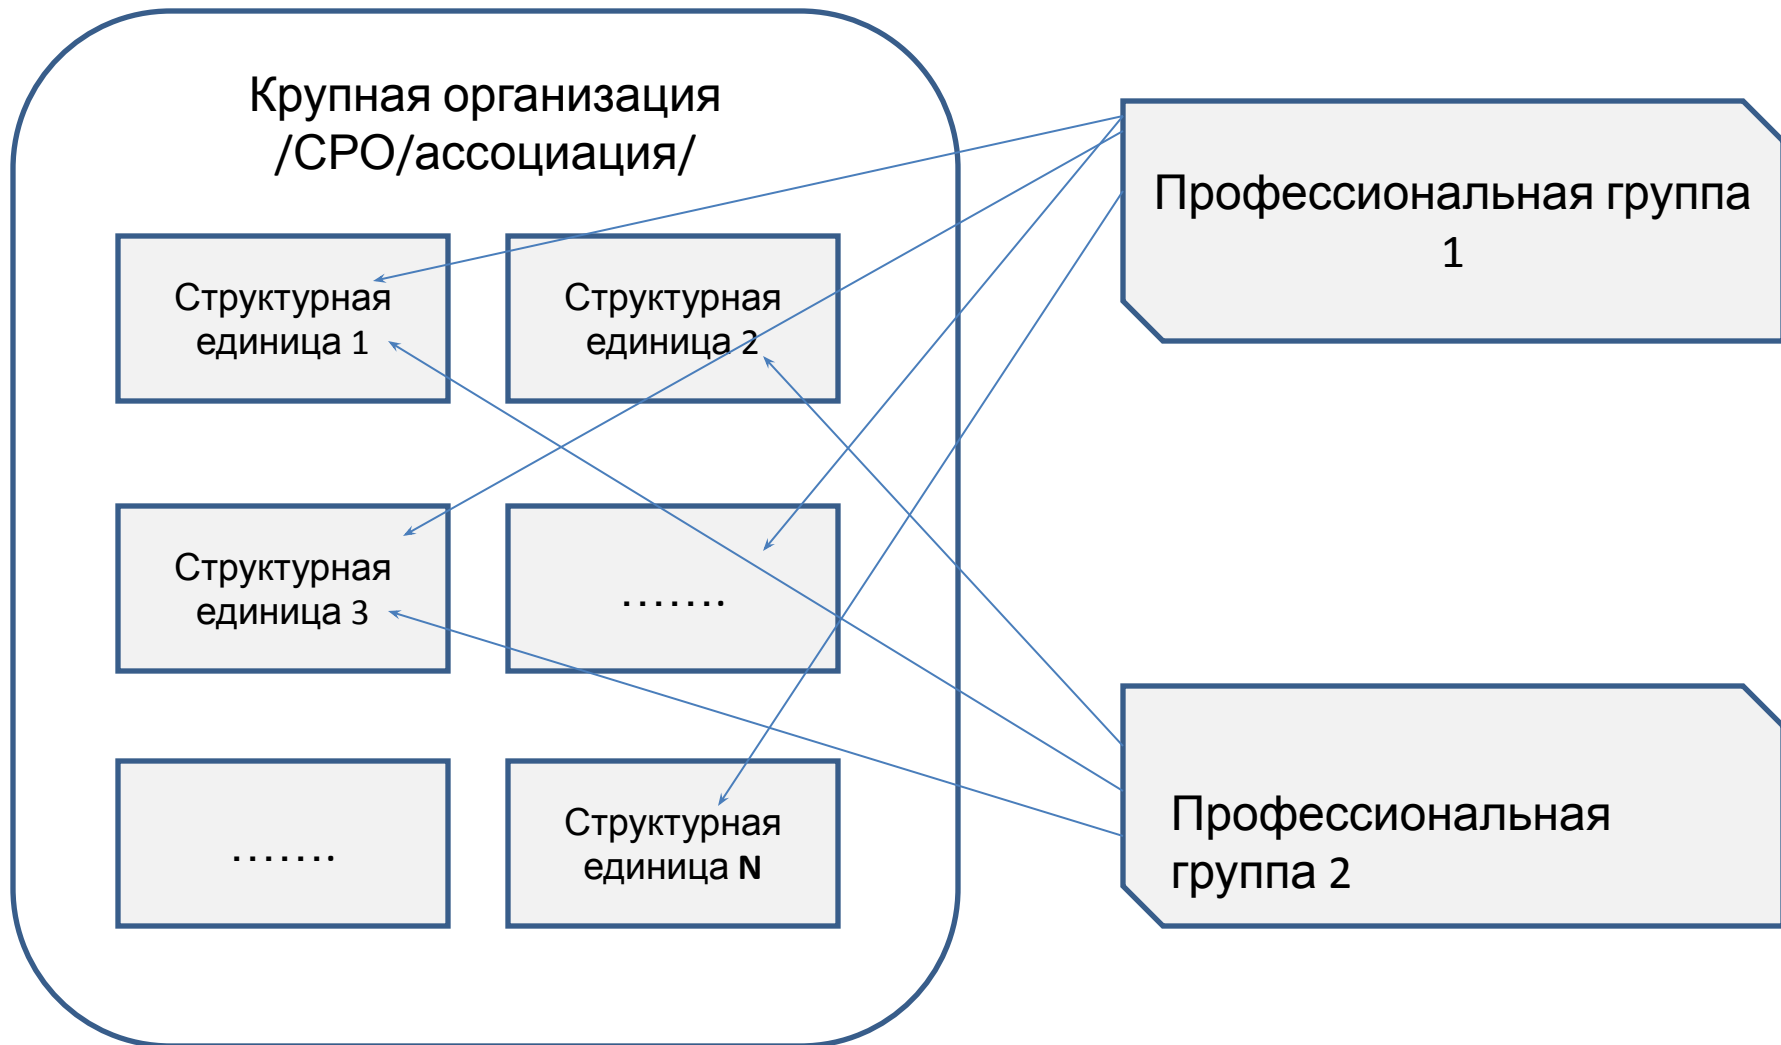 Крупная организация
/СРО/ассоциация/
Структурная
единица 1
Структурная
единица 2
Структурная
единица 3
…….
…….
Структурная
единица N
Профессиональная группа
1
Профессиональная
группа 2